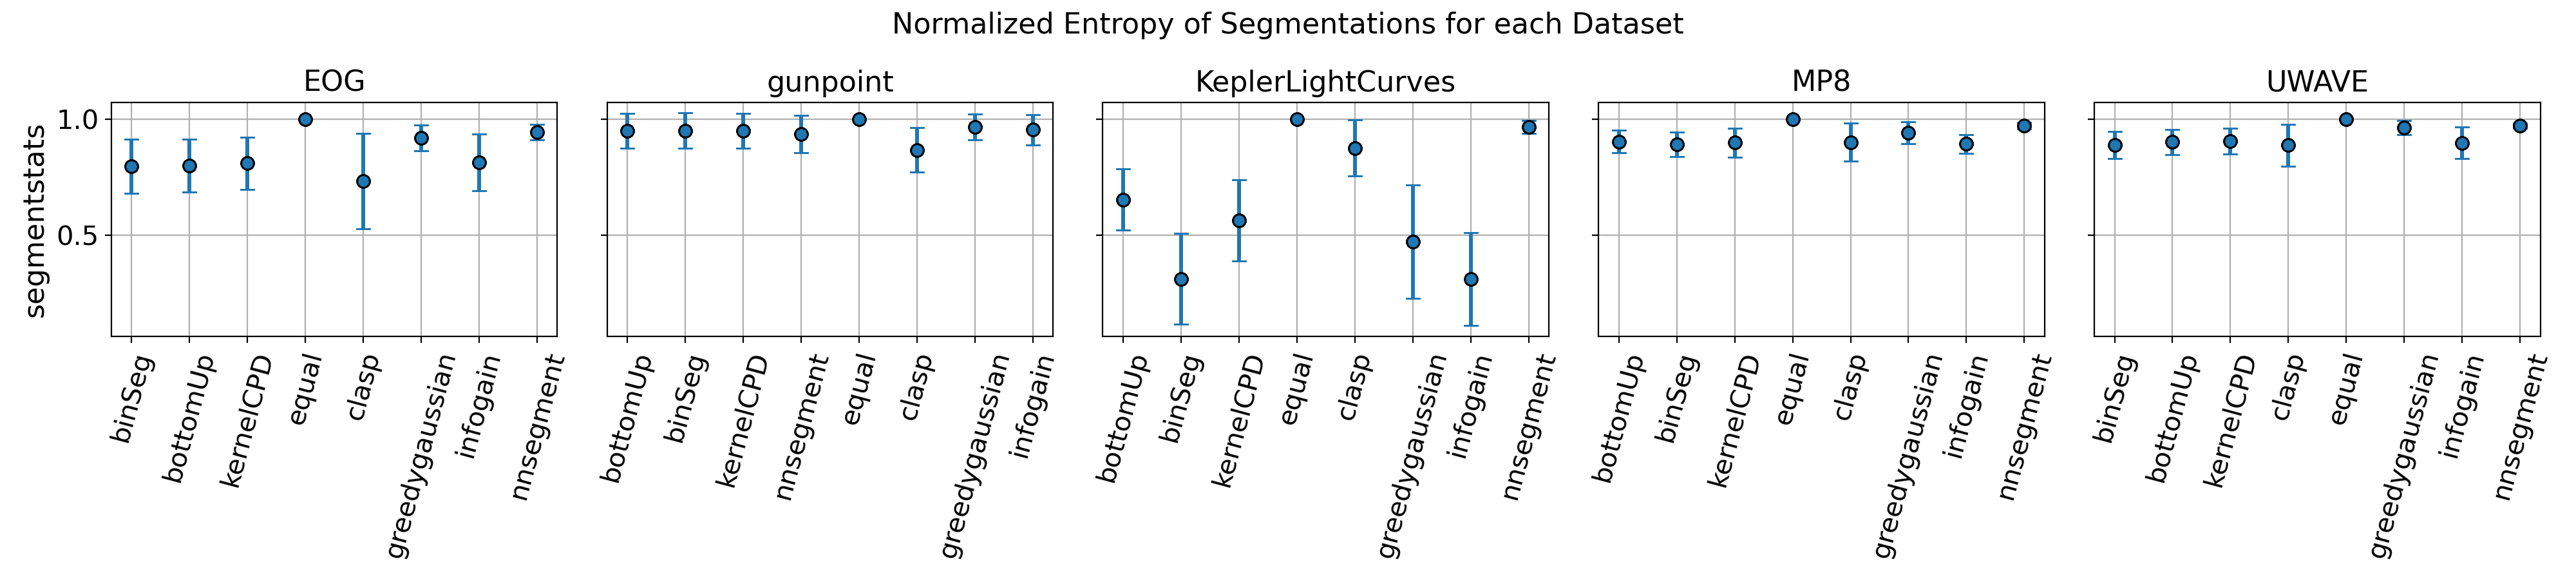 Normalized Entropy of Segmentations for each Dataset
EOG
gunpoint
KeplerLightCurves
MP8
UWAVE
segmentstats
1.0
0.5
binSeg
bottomUp
kernelCPD
equal
clasp
greedygaussian
infogain
nnsegment
bottomUp
binSeg
kernelCPD
nnsegment
equal
clasp
greedygaussian
infogain
bottomUp
binSeg
kernelCPD
equal
clasp
greedygaussian
infogain
nnsegment
bottomUp
binSeg
kernelCPD
equal
clasp
greedygaussian
infogain
nnsegment
binSeg
bottomUp
kernelCPD
clasp
equal
greedygaussian
infogain
nnsegment